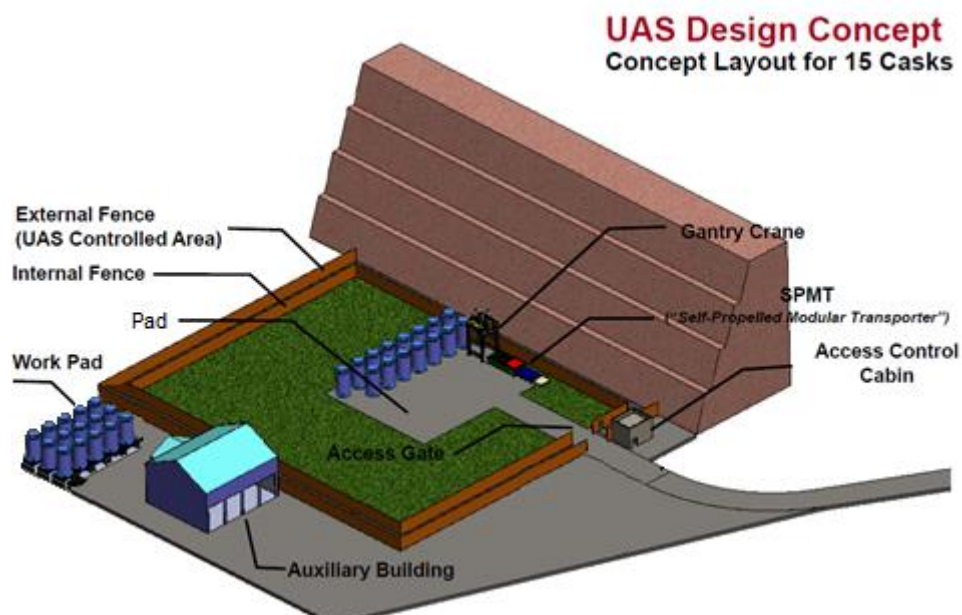 UAS Design Concept
Concept Layout for 15 Casks
External Fence
(UAS Controlled Area)
Gantry Crane
Internal Fence
SPMT
("Self-Propelled Modular Transporter")
Pad
Access Control
Cabin
Work Pad
Access Gate
Auxiliary Building